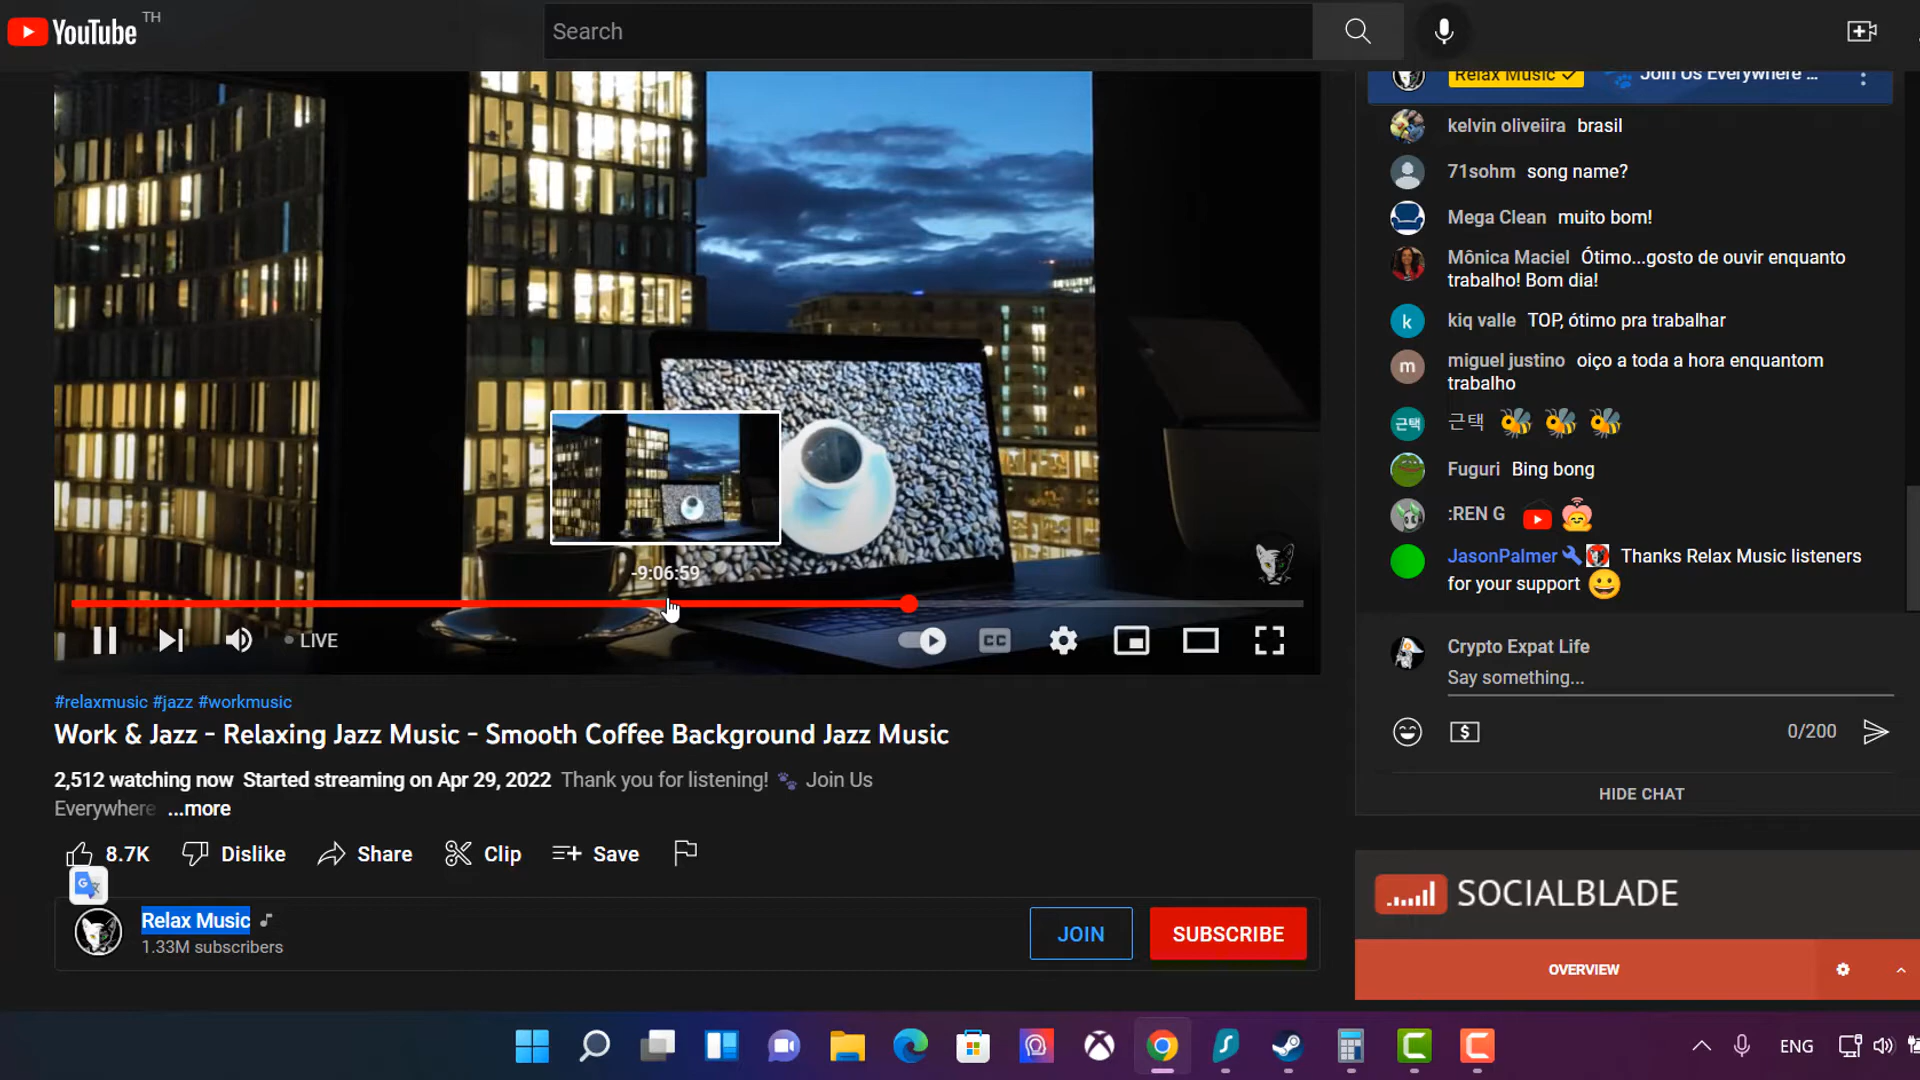 YouTube TH
Search
Relax Music Join Us Everywhere ...
kelvin oliveiira brasil
71sohm song name?
Mega Clean muito bom!
Mônica Maciel Ótimo...gosto de ouvir enquanto
trabalho! Bom dia!
k kiq valle TOP, ótimo pra trabalhar
m miguel justino oiço a toda a hora enquantom
trabalho
근택 근택
Fuguri Bing bong
:REN G
JasonPalmer Thanks Relax Music listeners
for your support
-9:06:59
LIVE
CC
Crypto Expat Life
Say something...
0/200
HIDE CHAT
#relaxmusic #jazz #workmusic
Work & Jazz - Relaxing Jazz Music - Smooth Coffee Background Jazz Music
2,512 watching now Started streaming on Apr 29, 2022 Thank you for listening! Join Us
Everywhere ...more
8.7K Dislike Share Clip Save
Relax Music
1.33M subscribers
JOIN
SUBSCRIBE
SOCIALBLADE
OVERVIEW
ENG